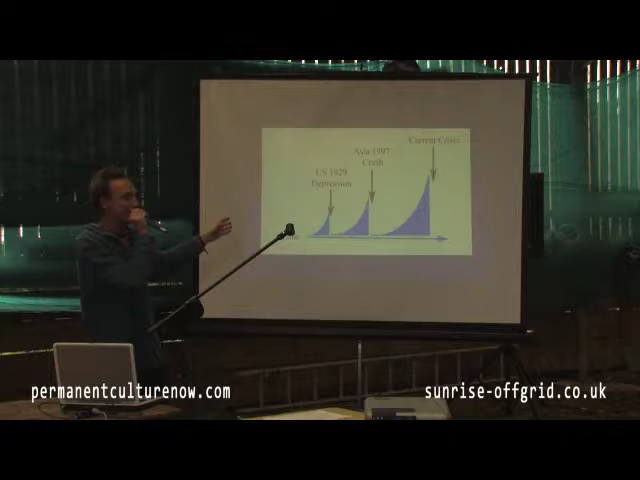 Current Crisis
Asia 1997
Crash
US 1929
Depression
permanentculturenow.com
sunrise-offgrid.co.uk